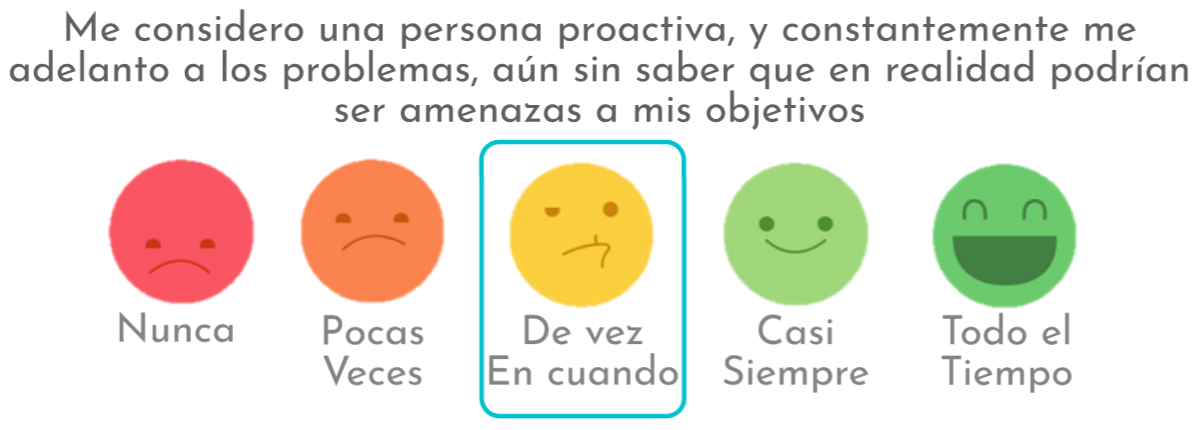 Me considero una persona proactiva, y constantemente me
adelanto a los problemas, aún sin saber que en realidad podrían
ser amenazas a mis objetivos
Nunca
Pocas
Veces
De vez
En cuando
Casi
Siempre
Todo el
Tiempo